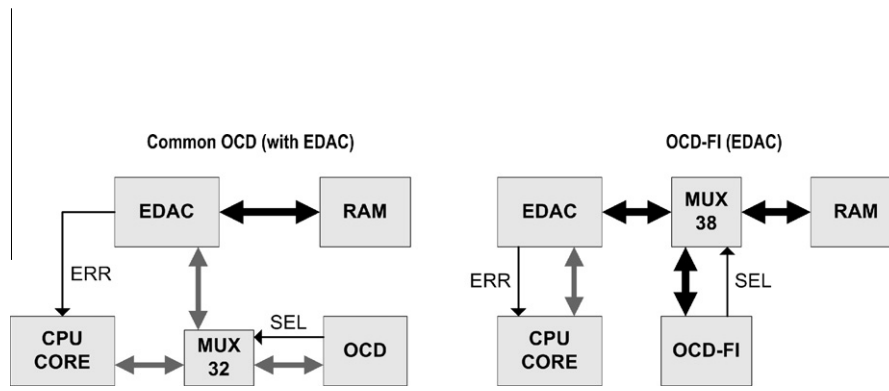 Common OCD (with EDAC)
EDAC
RAM
ERR
SEL
CPU
CORE
MUX
32
OCD
OCD-FI (EDAC)
EDAC
MUX
38
RAM
ERR
SEL
CPU
CORE
OCD-FI